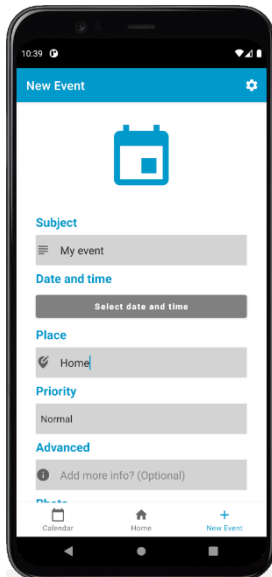 10:39
New Event
Subject
My event
Date and time
Select date and time
Place
Home
Priority
Normal
Advanced
Add more info? (Optional)
Photo
Calendar Home New Event